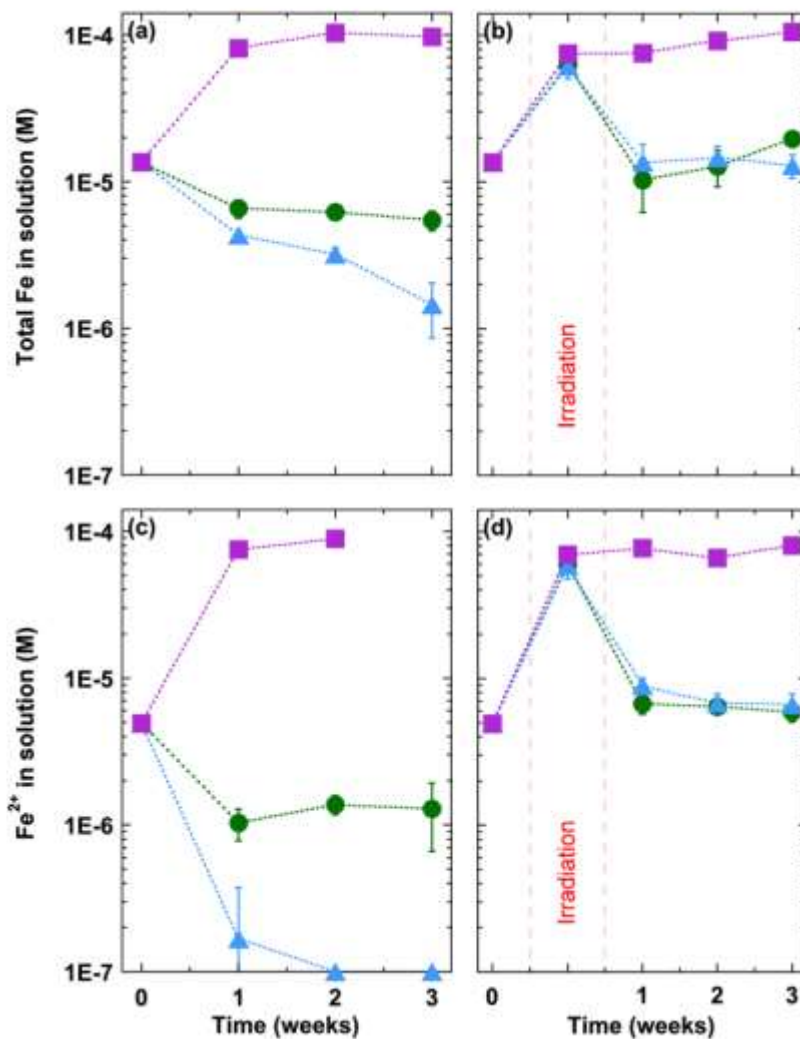 Total Fe in solution (M)
1E-4
1E-5
1E-6
1E-7
(a)
(b)
Irradiation
Fe²⁺ in solution (M)
1E-4
1E-5
1E-6
1E-7
(c)
(d)
Irradiation
0 1 2 3
0 1 2 3
Time (weeks)
Time (weeks)